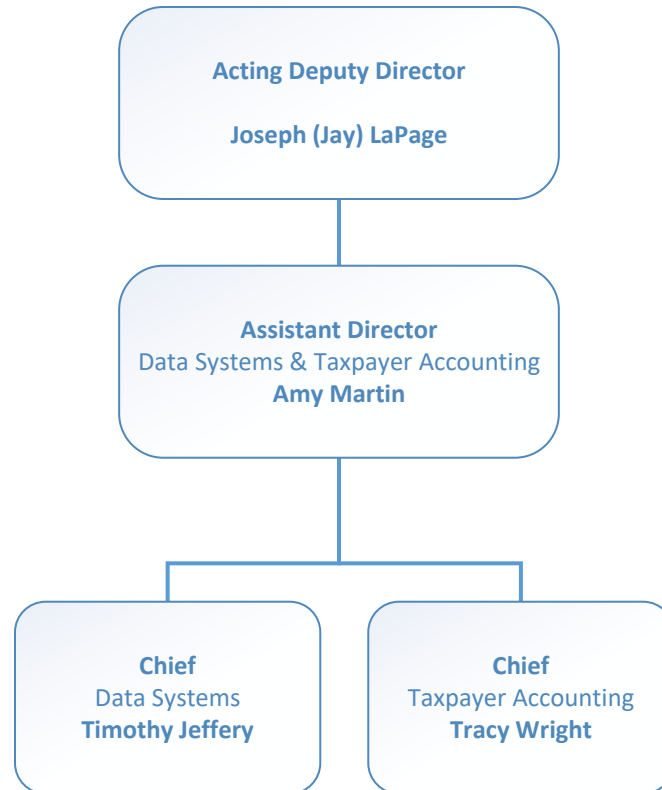 Acting Deputy Director
Joseph (Jay) LaPage
Assistant Director
Data Systems & Taxpayer Accounting
Amy Martin
Chief
Data Systems
Timothy Jeffery
Chief
Taxpayer Accounting
Tracy Wright